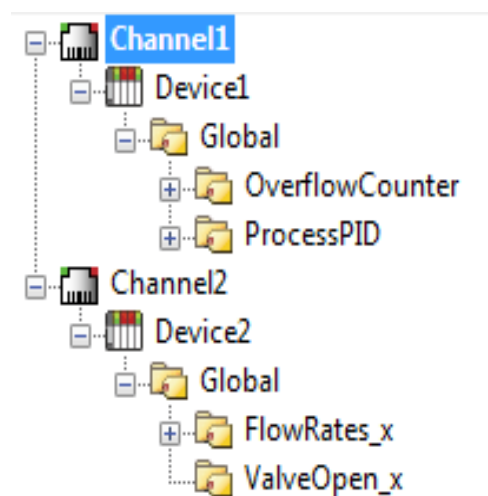 Channel1
Device1
Global
OverflowCounter
ProcessPID
Channel2
Device2
Global
FlowRates_x
ValveOpen_x